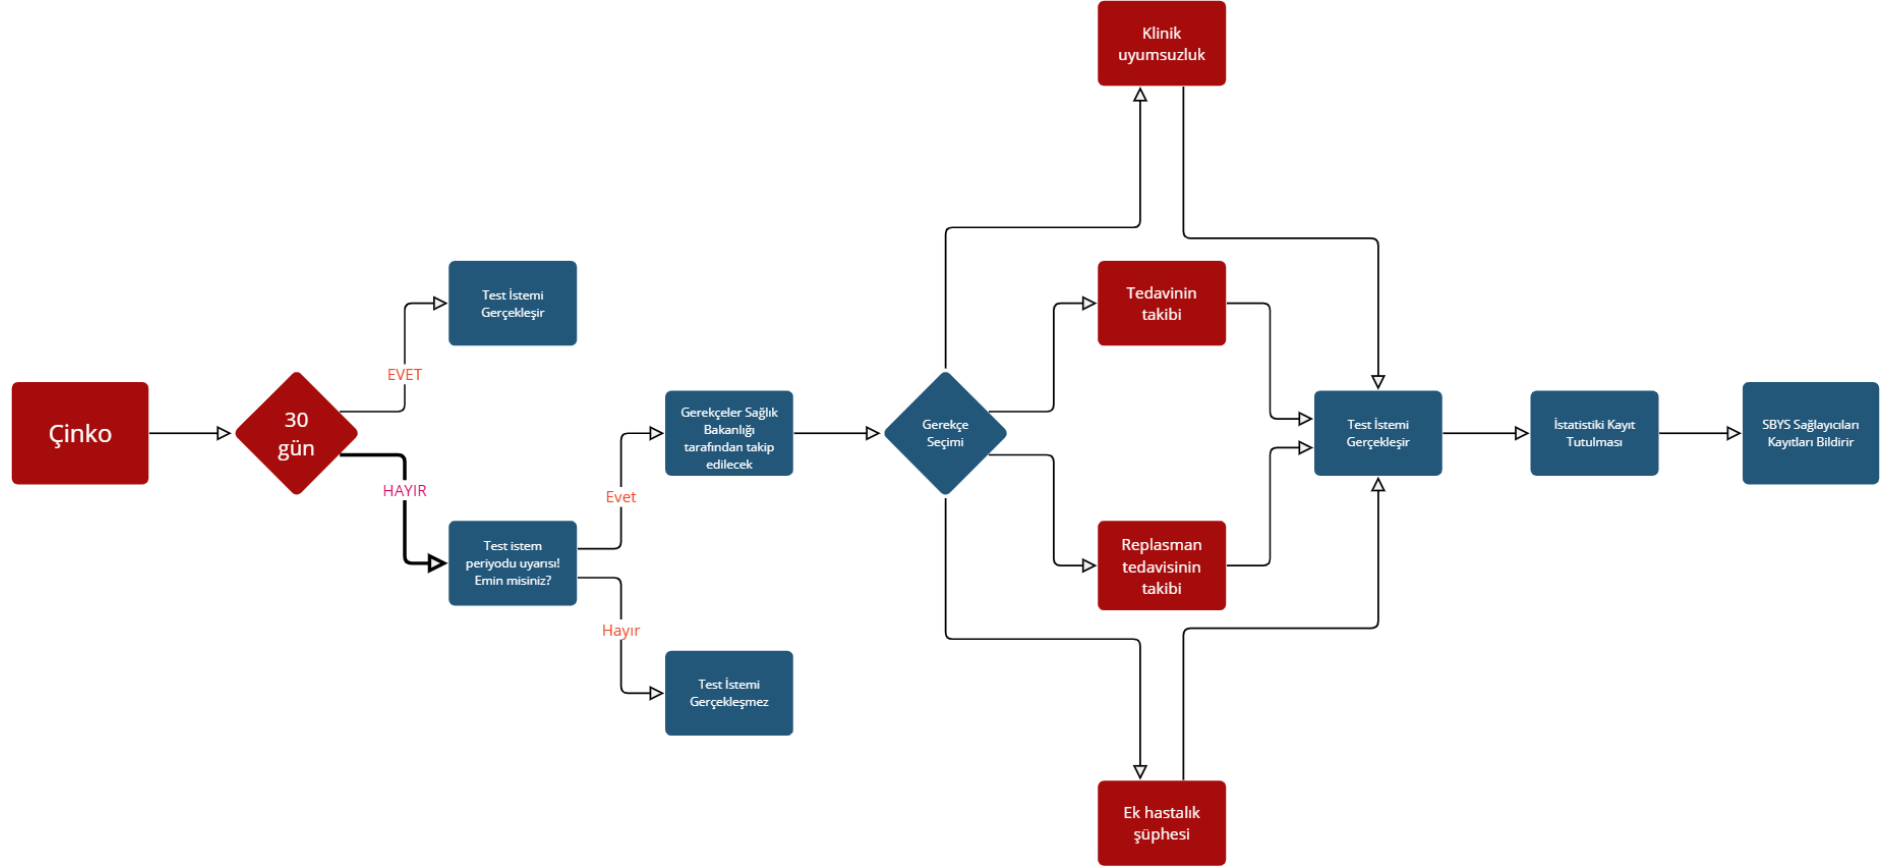 Çinko
30
gün
EVET
HAYIR
Test İstemi
Gerçekleşir
Test istem
periyodu uyarısı!
Emin misiniz?
Evet
Hayır
Gerekçeler Sağlık
Bakanlığı
tarafından takip
edilecek
Test İstemi
Gerçekleşmez
Gerekçe
Seçimi
Klinik
uyumsuzluk
Tedavinin
takibi
Replasman
tedavisinin
takibi
Ek hastalık
şüphesi
Test İstemi
Gerçekleşir
İstatistiki Kayıt
Tutulması
SBYS Sağlayıcıları
Kayıtları Bildirir